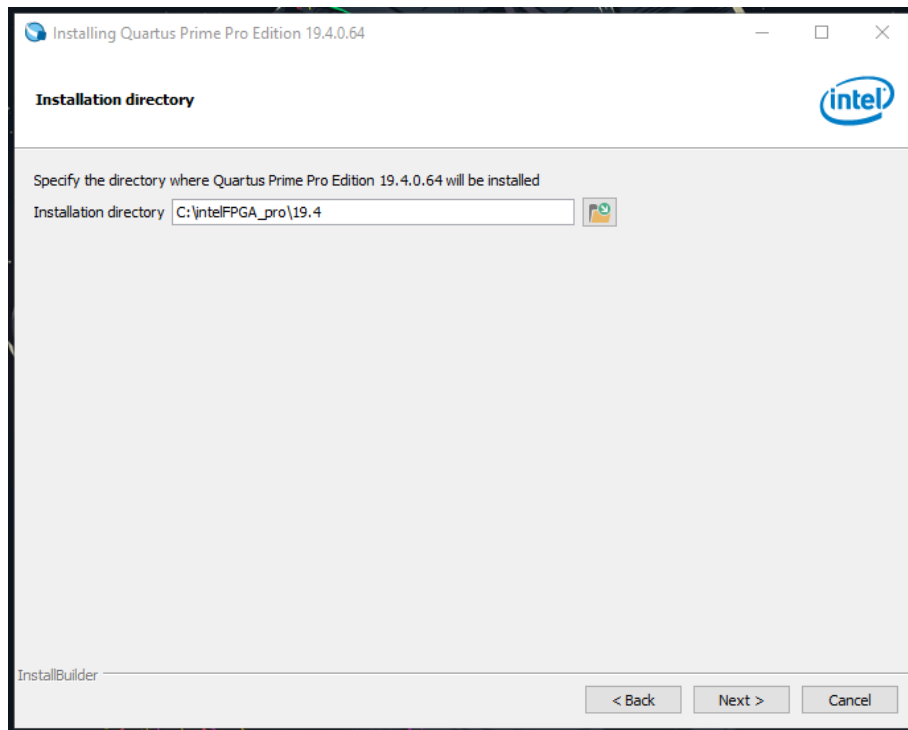 Installing Quartus Prime Pro Edition 19.4.0.64
Installation directory
intel
Specify the directory where Quartus Prime Pro Edition 19.4.0.64 will be installed
Installation directory C:\intelFPGA_pro\19.4
InstallBuilder
< Back Next > Cancel